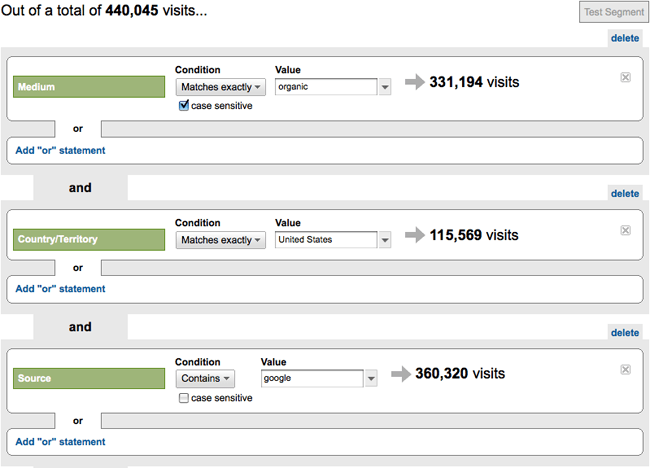 Out of a total of 440,045 visits...
Test Segment
delete
Condition Value
Medium Matches exactly organic 331,194 visits
case sensitive
or
Add "or" statement
and
delete
Condition Value
Country/Territory Matches exactly United States 115,569 visits
or
Add "or" statement
and
delete
Condition Value
Source Contains google 360,320 visits
case sensitive
or
Add "or" statement